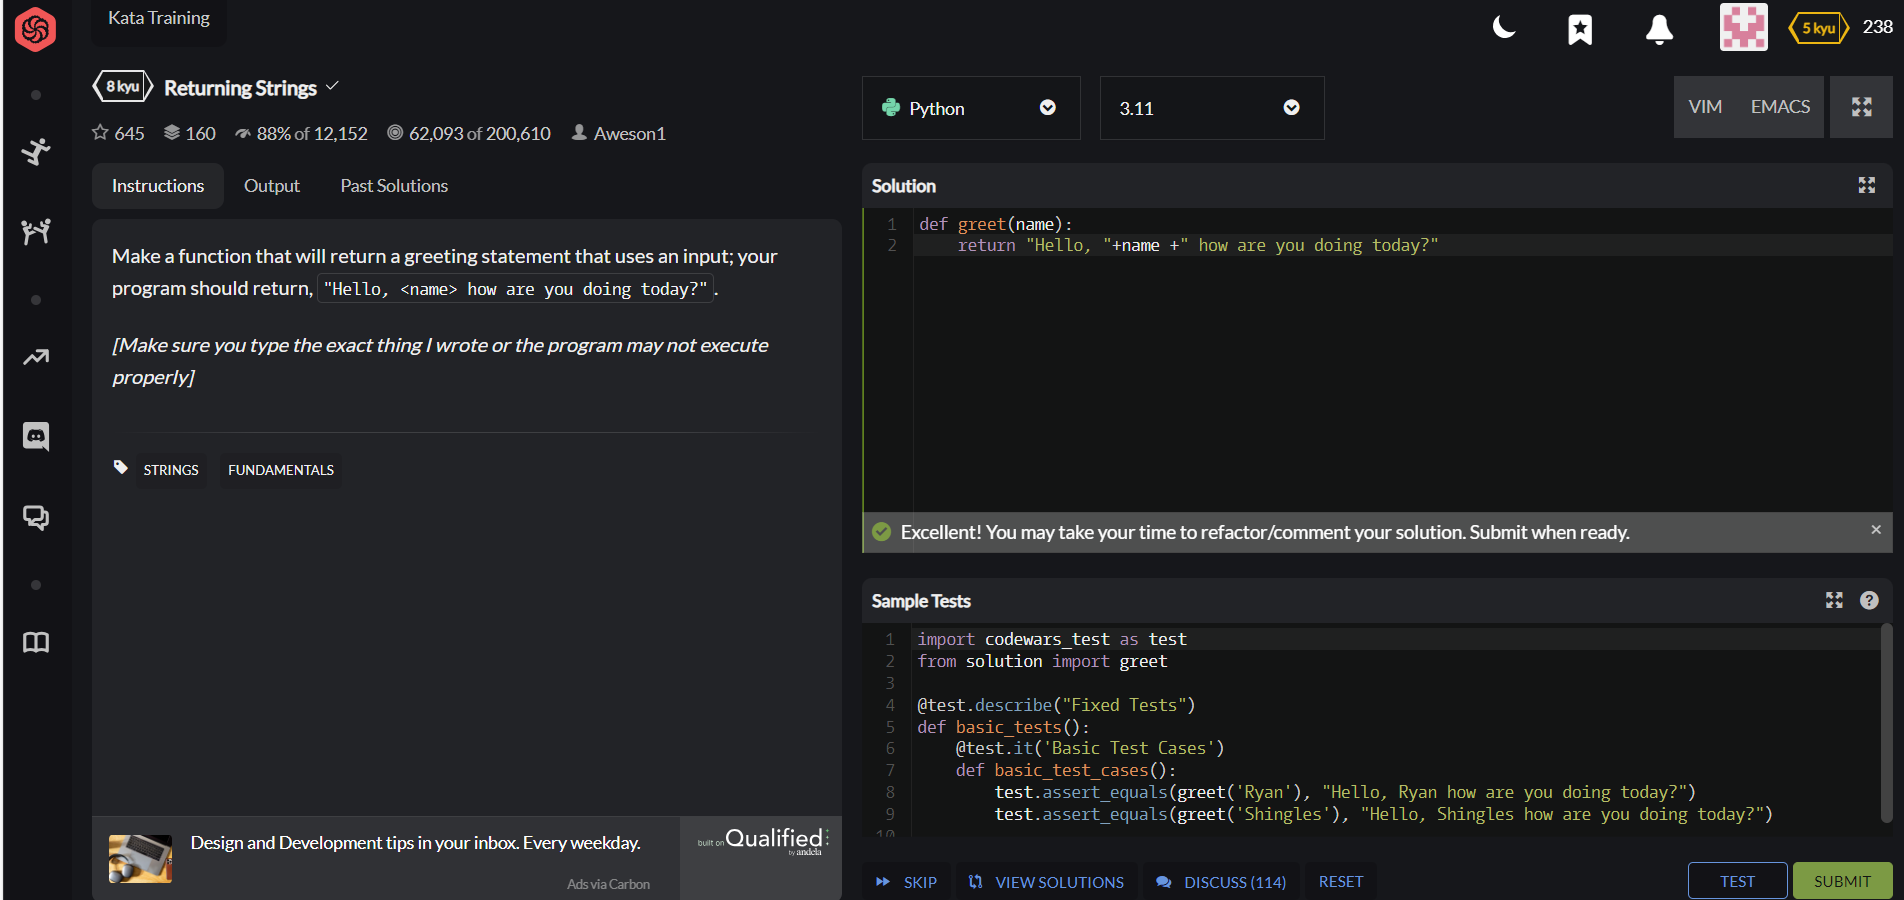 Kata Training
5 kyu
238
8 kyu
Returning Strings
645
160
88% of 12,152
62,093 of 200,610
Aweson1
Python
3.11
VIM
EMACS
Instructions
Output
Past Solutions
Make a function that will return a greeting statement that uses an input; your
program should return, "Hello, <name> how are you doing today?".
[Make sure you type the exact thing I wrote or the program may not execute
properly]
STRINGS
FUNDAMENTALS
Design and Development tips in your inbox. Every weekday.
Ads via Carbon
built on Qualified
by andela
Solution
1 def greet(name):
2     return "Hello, "+name +" how are you doing today?"
Excellent! You may take your time to refactor/comment your solution. Submit when ready.
×
Sample Tests
?
1 import codewars_test as test
2 from solution import greet
3
4 @test.describe("Fixed Tests")
5 def basic_tests():
6     @test.it('Basic Test Cases')
7     def basic_test_cases():
8         test.assert_equals(greet('Ryan'), "Hello, Ryan how are you doing today?")
9         test.assert_equals(greet('Shingles'), "Hello, Shingles how are you doing today?")
10
SKIP
VIEW SOLUTIONS
DISCUSS (114)
RESET
TEST
SUBMIT